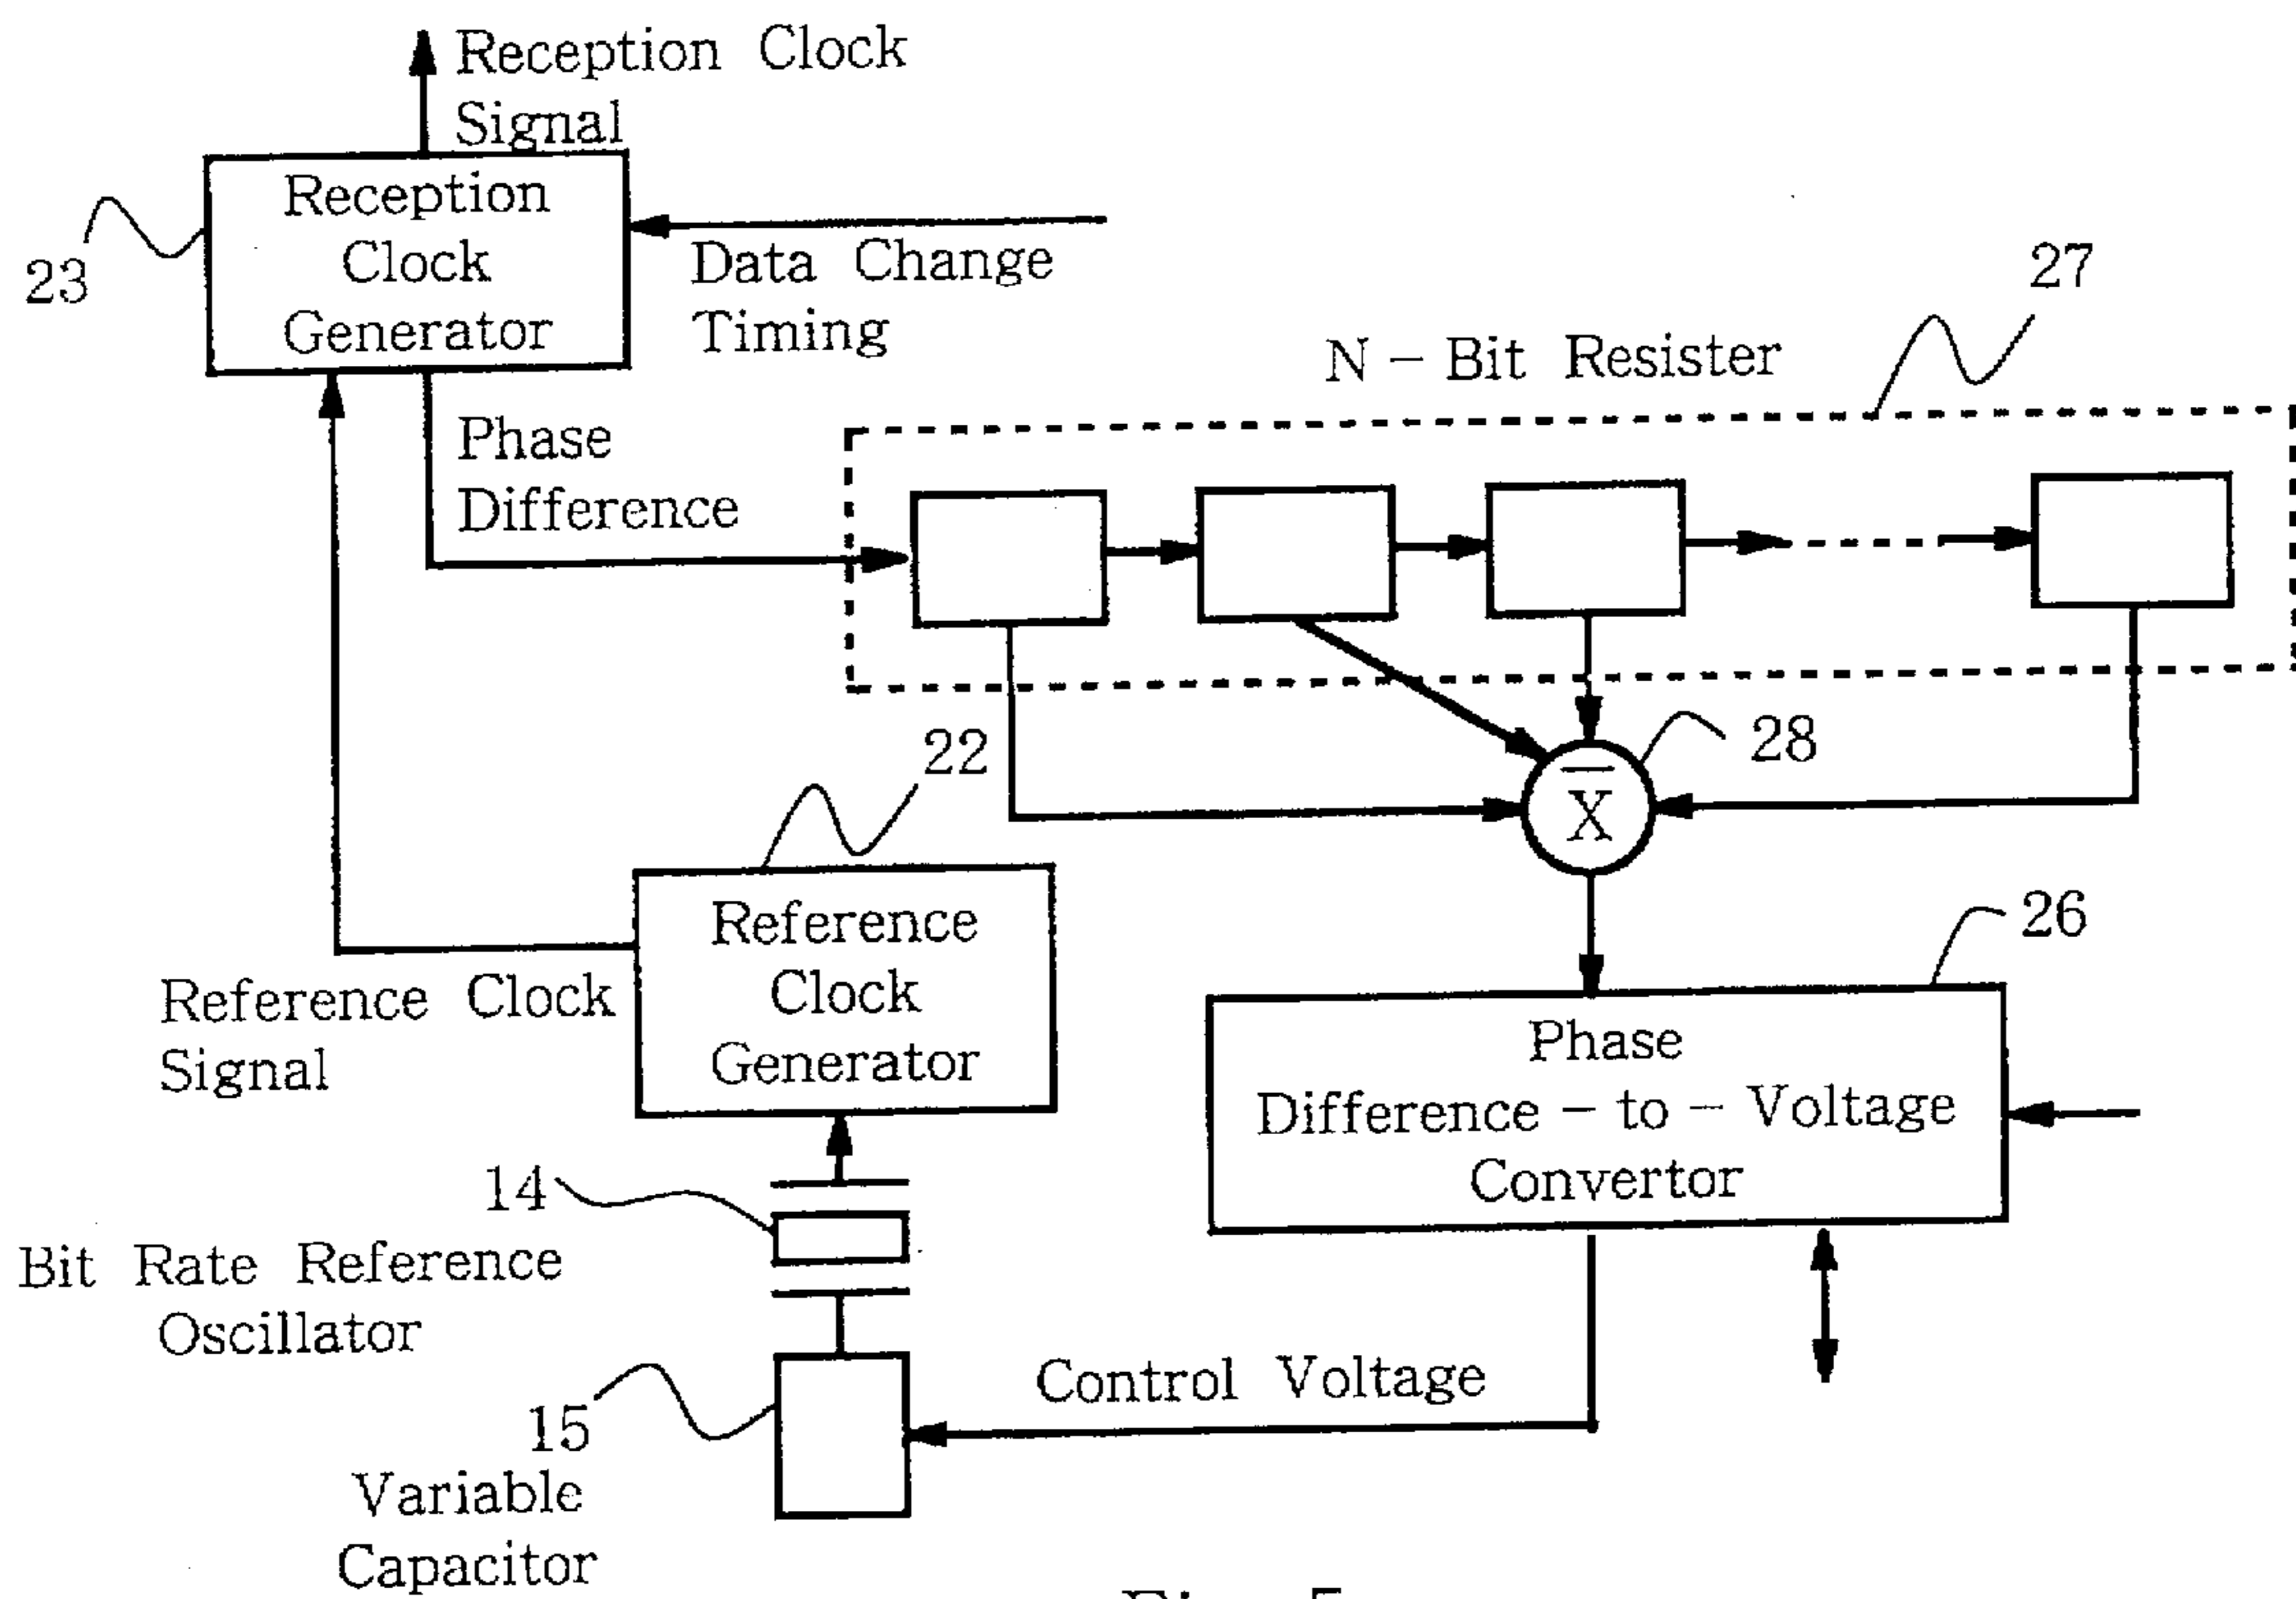 Reception Clock
Signal
Reception
Clock
Generator
23
Data Change
Timing
27
N - Bit Resister
Phase
Difference
28
X
22
Reference
Clock
Generator
Reference Clock
Signal
26
Phase
Difference - to - Voltage
Convertor
14
Bit Rate Reference
Oscillator
Control Voltage
15
Variable
Capacitor